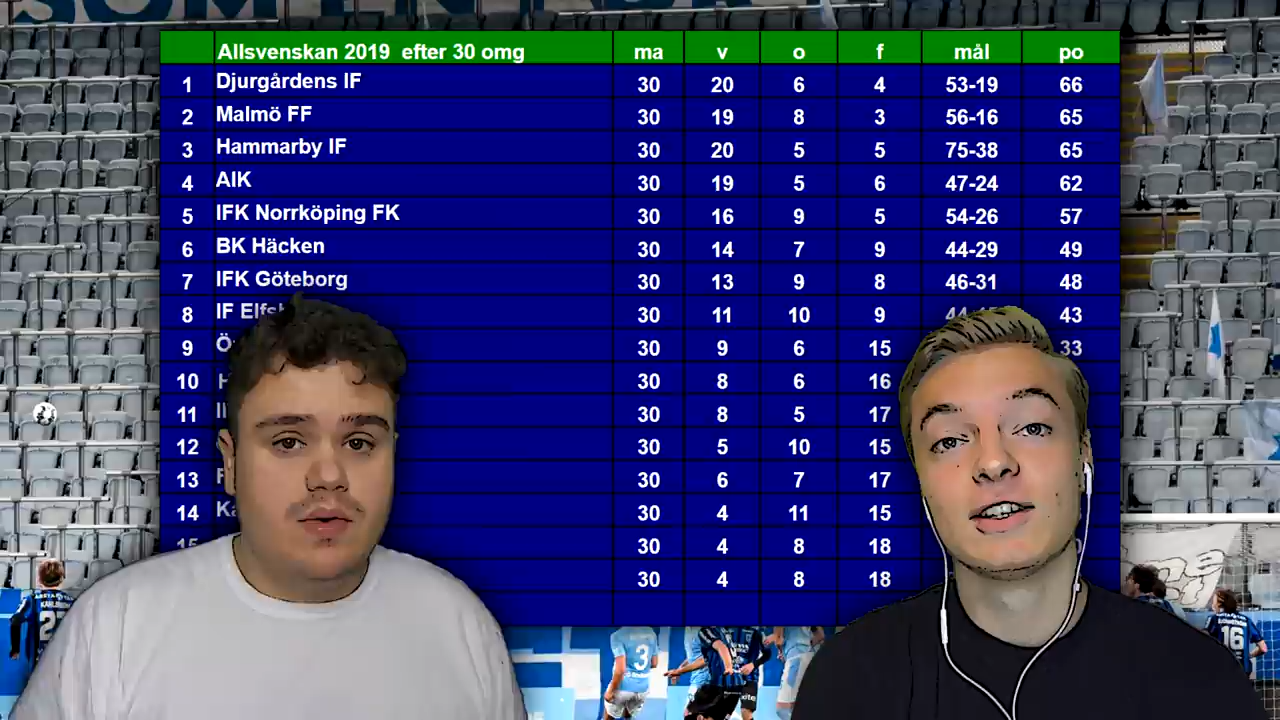 Allsvenskan 2019 efter 30 omg ma v o f mål po
1 Djurgårdens IF 30 20 6 4 53-19 66
2 Malmö FF 30 19 8 3 56-16 65
3 Hammarby IF 30 20 5 5 75-38 65
4 AIK 30 19 5 6 47-24 62
5 IFK Norrköping FK 30 16 9 5 54-26 57
6 BK Häcken 30 14 7 9 44-29 49
7 IFK Göteborg 30 13 9 8 46-31 48
8 IF 30 11 10 9 43
9 30 9 6 15 33
10 30 8 6 16
11 30 8 5 17
12 30 5 10 15
13 30 6 7 17
14 30 4 11 15
15 30 4 8 18
30 4 8 18
3
16